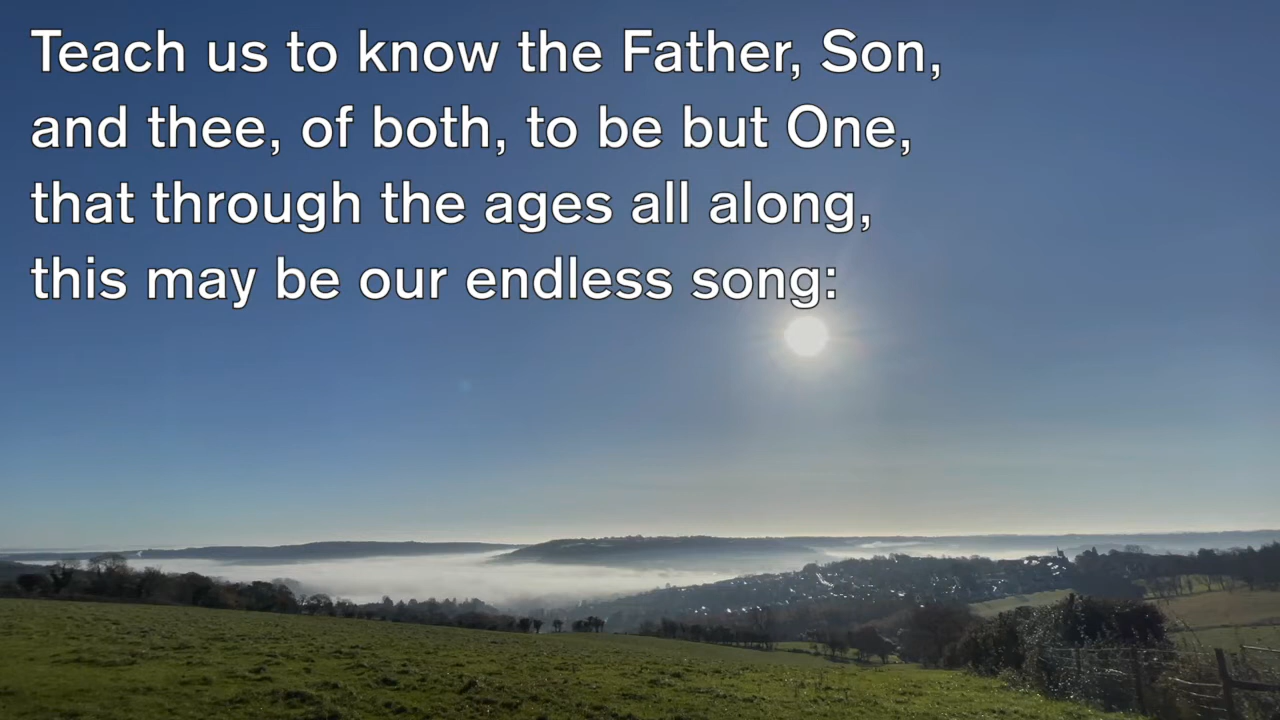 Teach us to know the Father, Son,
and thee, of both, to be but One,
that through the ages all along,
this may be our endless song: